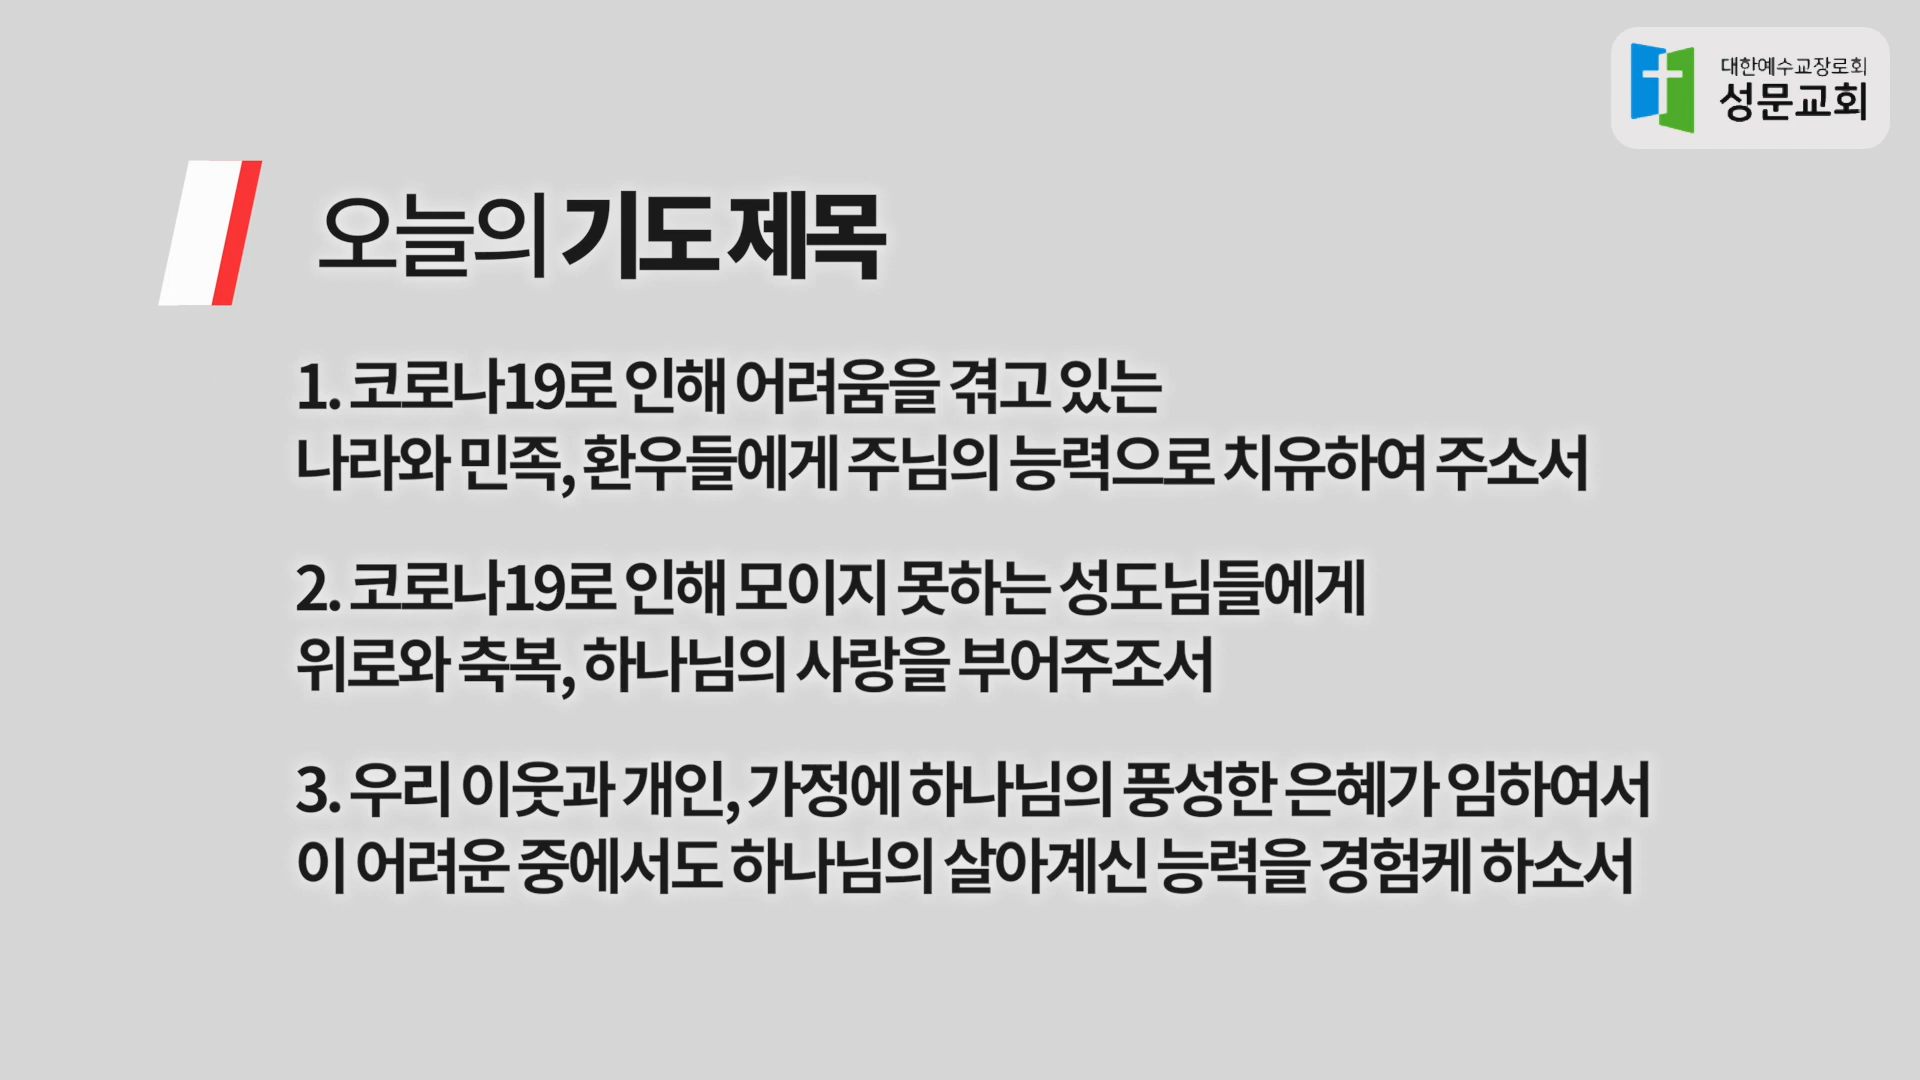 대한예수교장로회
성문교회
오늘의 기도 제목
1. 코로나19로 인해 어려움을 겪고 있는
나라와 민족, 환우들에게 주님의 능력으로 치유하여 주소서
2. 코로나19로 인해 모이지 못하는 성도님들에게
위로와 축복, 하나님의 사랑을 부어주조서
3. 우리 이웃과 개인, 가정에 하나님의 풍성한 은혜가 임하여서
이 어려운 중에서도 하나님의 살아계신 능력을 경험케 하소서